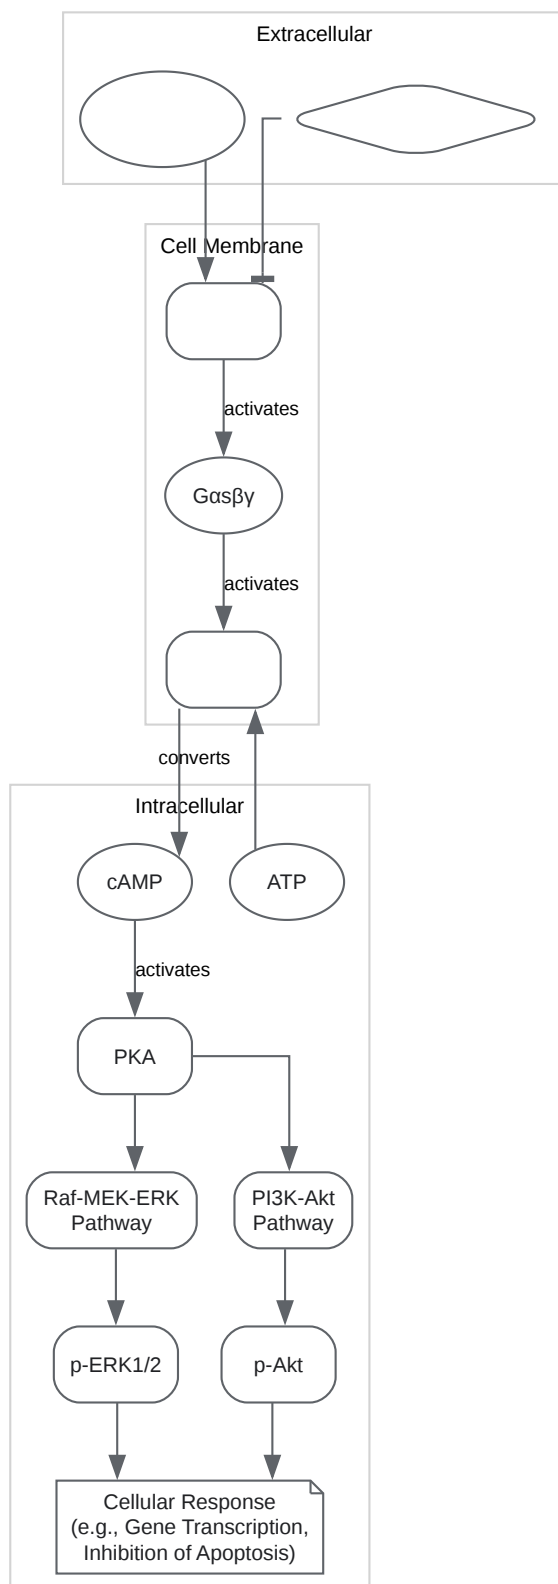 Extracellular
Cell Membrane
activates
Gαsβγ
activates
converts
Intracellular
cAMP
ATP
activates
PKA
Raf-MEK-ERK
Pathway
PI3K-Akt
Pathway
p-ERK1/2
p-Akt
Cellular Response
(e.g., Gene Transcription,
Inhibition of Apoptosis)